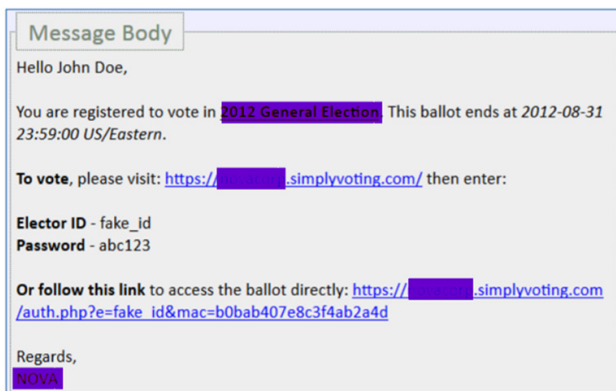 Message Body
Hello John Doe,
You are registered to vote in 2012 General Election. This ballot ends at 2012-08-31
23:59:00 US/Eastern.
To vote, please visit: https:// .simplyvoting.com/ then enter:
Elector ID - fake_id
Password - abc123
Or follow this link to access the ballot directly: https:// .simplyvoting.com
/auth.php?e=fake_id&mac=b0bab407e8c3f4ab2a4d
Regards,
NOVA